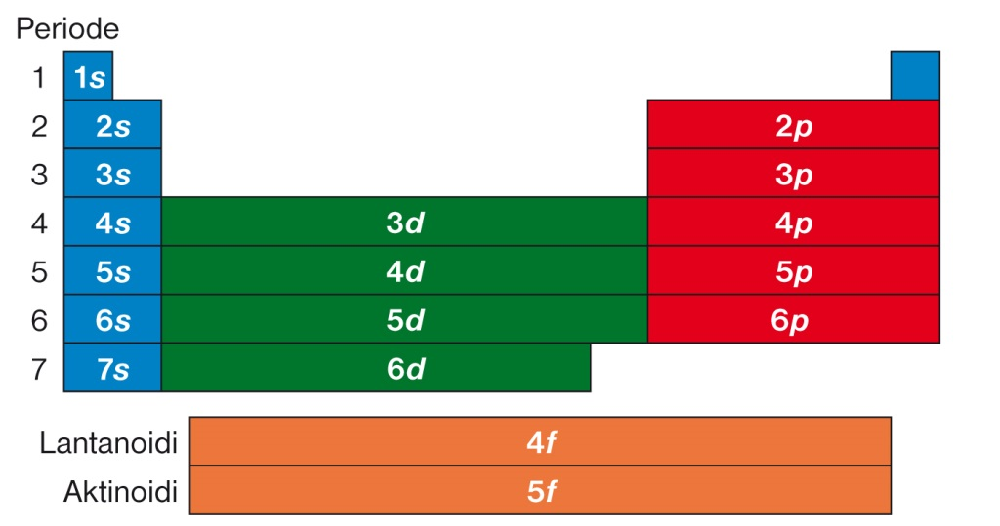 Periode
1 1s
2 2s 2p
3 3s 3p
4 4s 3d 4p
5 5s 4d 5p
6 6s 5d 6p
7 7s 6d
Lantanoidi 4f
Aktinoidi 5f